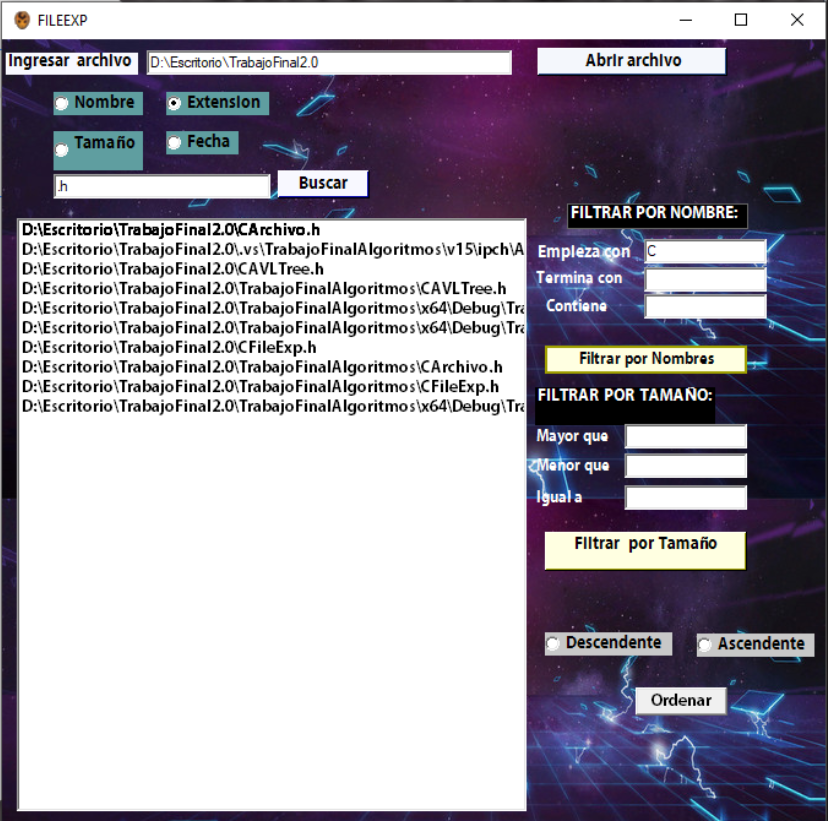 FILEEXP
Ingresar archivo
D:\Escritorio\TrabajoFinal2.0
Abrir archivo
Nombre
Extension
Tamaño
Fecha
.h
Buscar
D:\Escritorio\TrabajoFinal2.0\CArchivo.h
D:\Escritorio\TrabajoFinal2.0\.vs\TrabajoFinalAlgoritmos\v15\ipch\A
D:\Escritorio\TrabajoFinal2.0\CAVLTree.h
D:\Escritorio\TrabajoFinal2.0\TrabajoFinalAlgoritmos\CAVLTree.h
D:\Escritorio\TrabajoFinal2.0\TrabajoFinalAlgoritmos\x64\Debug\Tra
D:\Escritorio\TrabajoFinal2.0\TrabajoFinalAlgoritmos\x64\Debug\Tra
D:\Escritorio\TrabajoFinal2.0\CFileExp.h
D:\Escritorio\TrabajoFinal2.0\TrabajoFinalAlgoritmos\CArchivo.h
D:\Escritorio\TrabajoFinal2.0\TrabajoFinalAlgoritmos\CFileExp.h
D:\Escritorio\TrabajoFinal2.0\TrabajoFinalAlgoritmos\x64\Debug\Tra
FILTRAR POR NOMBRE:
Empieza con
C
Termina con
Contiene
Filtrar por Nombres
FILTRAR POR TAMAÑO:
Mayor que
Menor que
Igual a
Filtrar por Tamaño
Descendente
Ascendente
Ordenar